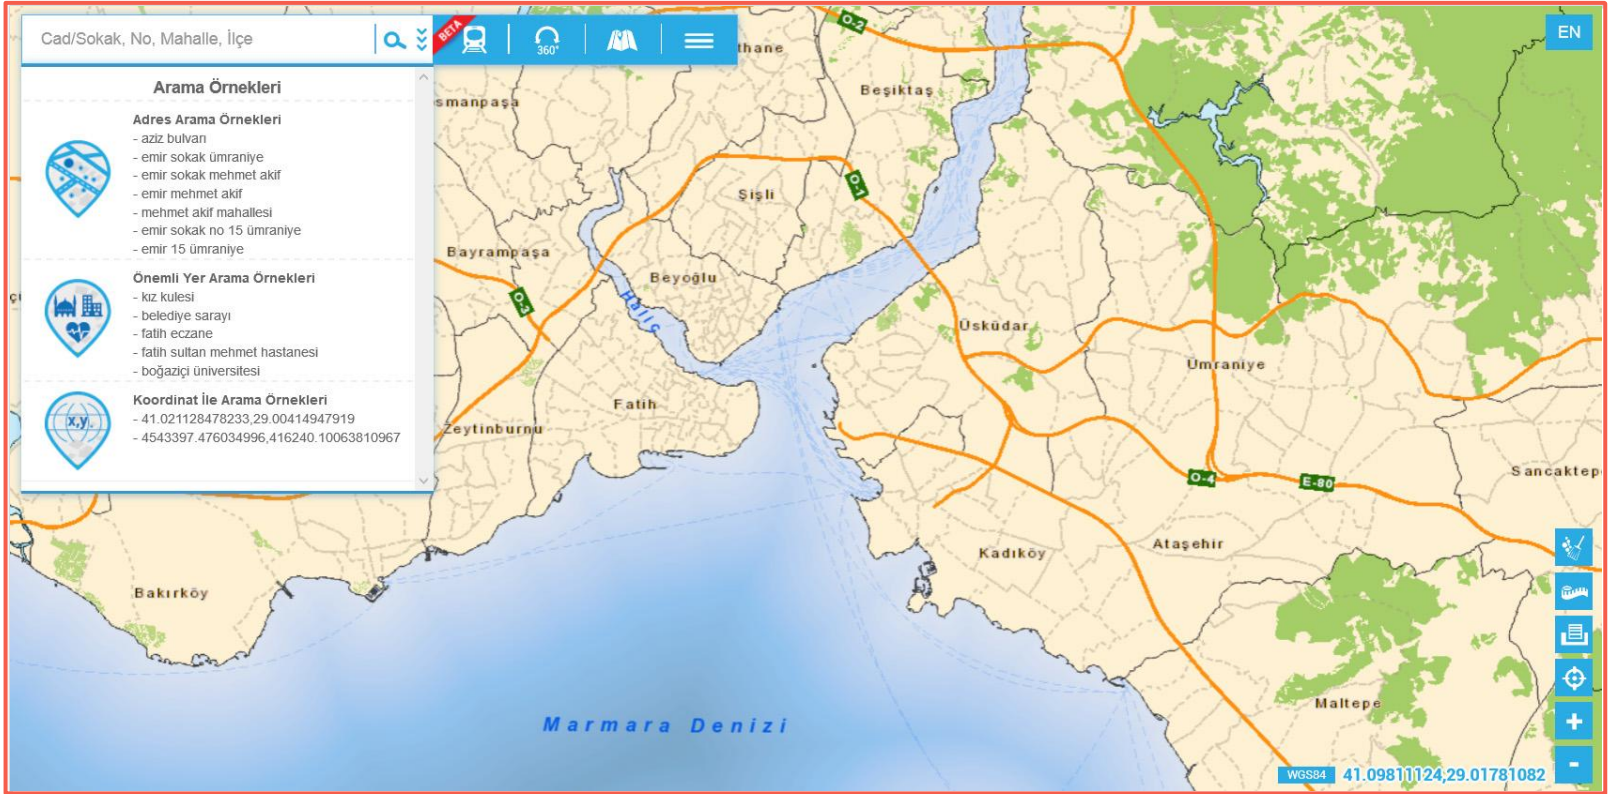 Cad/Sokak, No, Mahalle, İlçe
BETA
360°
EN
Arama Örnekleri
Adres Arama Örnekleri
- aziz bulvarı
- emir sokak ümraniye
- emir sokak mehmet akif
- emir mehmet akif
- mehmet akif mahallesi
- emir sokak no 15 ümraniye
- emir 15 ümraniye
Önemli Yer Arama Örnekleri
- kız kulesi
- belediye sarayı
- fatih eczane
- fatih sultan mehmet hastanesi
- boğaziçi üniversitesi
x,y
Koordinat İle Arama Örnekleri
- 41.021128478233,29.00414947919
- 4543397.476034996,416240.10063810967
O-2
thane
Beşiktaş
smanpaşa
O-1
Şişli
Bayrampaşa
Beyoğlu
O-3
Haliç
Üsküdar
Ümraniye
Fatih
Zeytinburnu
Sancaktep
O-4
E-80
Kadıköy
Ataşehir
Bakırköy
Maltepe
Marmara Denizi
WGS84
41.09811124,29.01781082